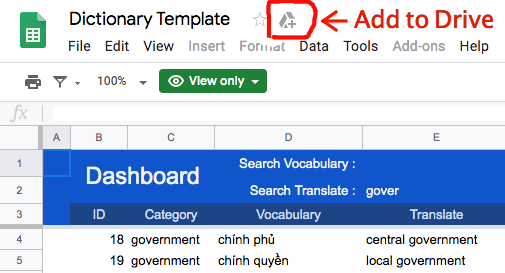 Dictionary Template
Add to Drive
File Edit View Insert Format Data Tools Add-ons Help
100% View only
fx
A B C D E
1 Dashboard Search Vocabulary :
2 Search Translate : gover
3 ID Category Vocabulary Translate
4 18 government chính phủ central government
5 19 government chính quyền local government